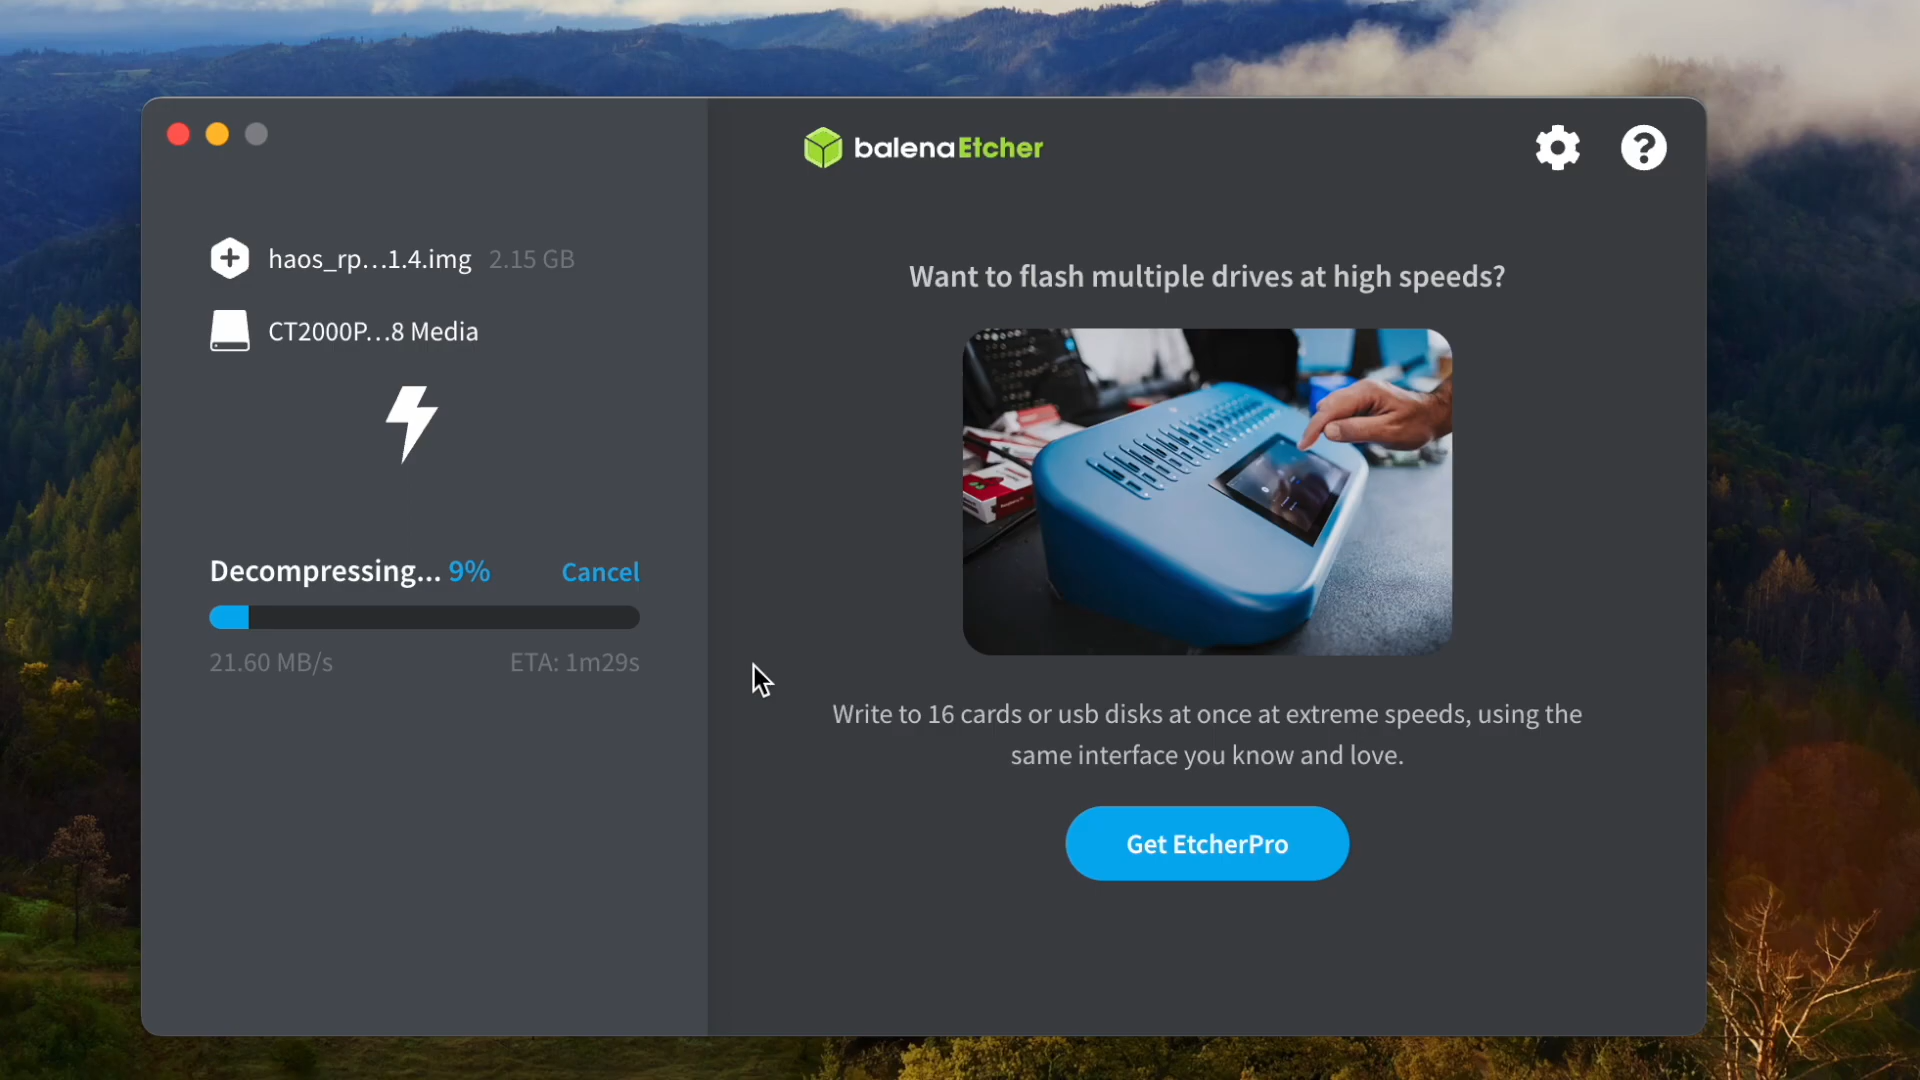 balenaEtcher
haos_rp...1.4.img 2.15 GB
CT2000P...8 Media
Decompressing... 9% Cancel
21.60 MB/s ETA: 1m29s
Want to flash multiple drives at high speeds?
Write to 16 cards or usb disks at once at extreme speeds, using the
same interface you know and love.
Get EtcherPro